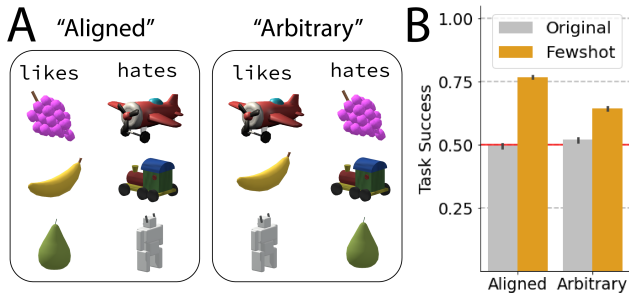 A
“Aligned”
“Arbitrary”
likes
hates
likes
hates
B
1.00
0.75
0.50
0.25
Task Success
Original
Fewshot
Aligned
Arbitrary